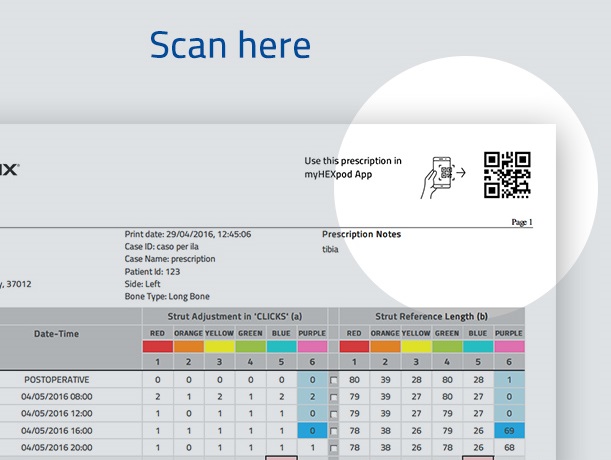 Scan here
Use this prescription in
myHEXpod App
Page 1
Print date: 29/04/2016, 12:45:06
Case ID: caso per ila
Case Name: prescription
Patient Id: 123
Side: Left
Bone Type: Long Bone
Prescription Notes
tibia
, 37012
Strut Adjustment in 'CLICKS' (a) Strut Reference Length (b)
Date-Time RED ORANGE YELLOW GREEN BLUE PURPLE RED ORANGE YELLOW GREEN BLUE PURPLE
1 2 3 4 5 6 1 2 3 4 5 6
POSTOPERATIVE 0 0 0 0 0 0 80 39 28 80 28 1
04/05/2016 08:00 2 1 2 1 2 2 79 39 27 80 27 0
04/05/2016 12:00 1 0 1 1 1 0 79 39 27 79 27 0
04/05/2016 16:00 1 0 1 1 1 0 78 38 26 79 26 69
04/05/2016 20:00 1 0 1 1 1 1 78 38 26 78 26 68